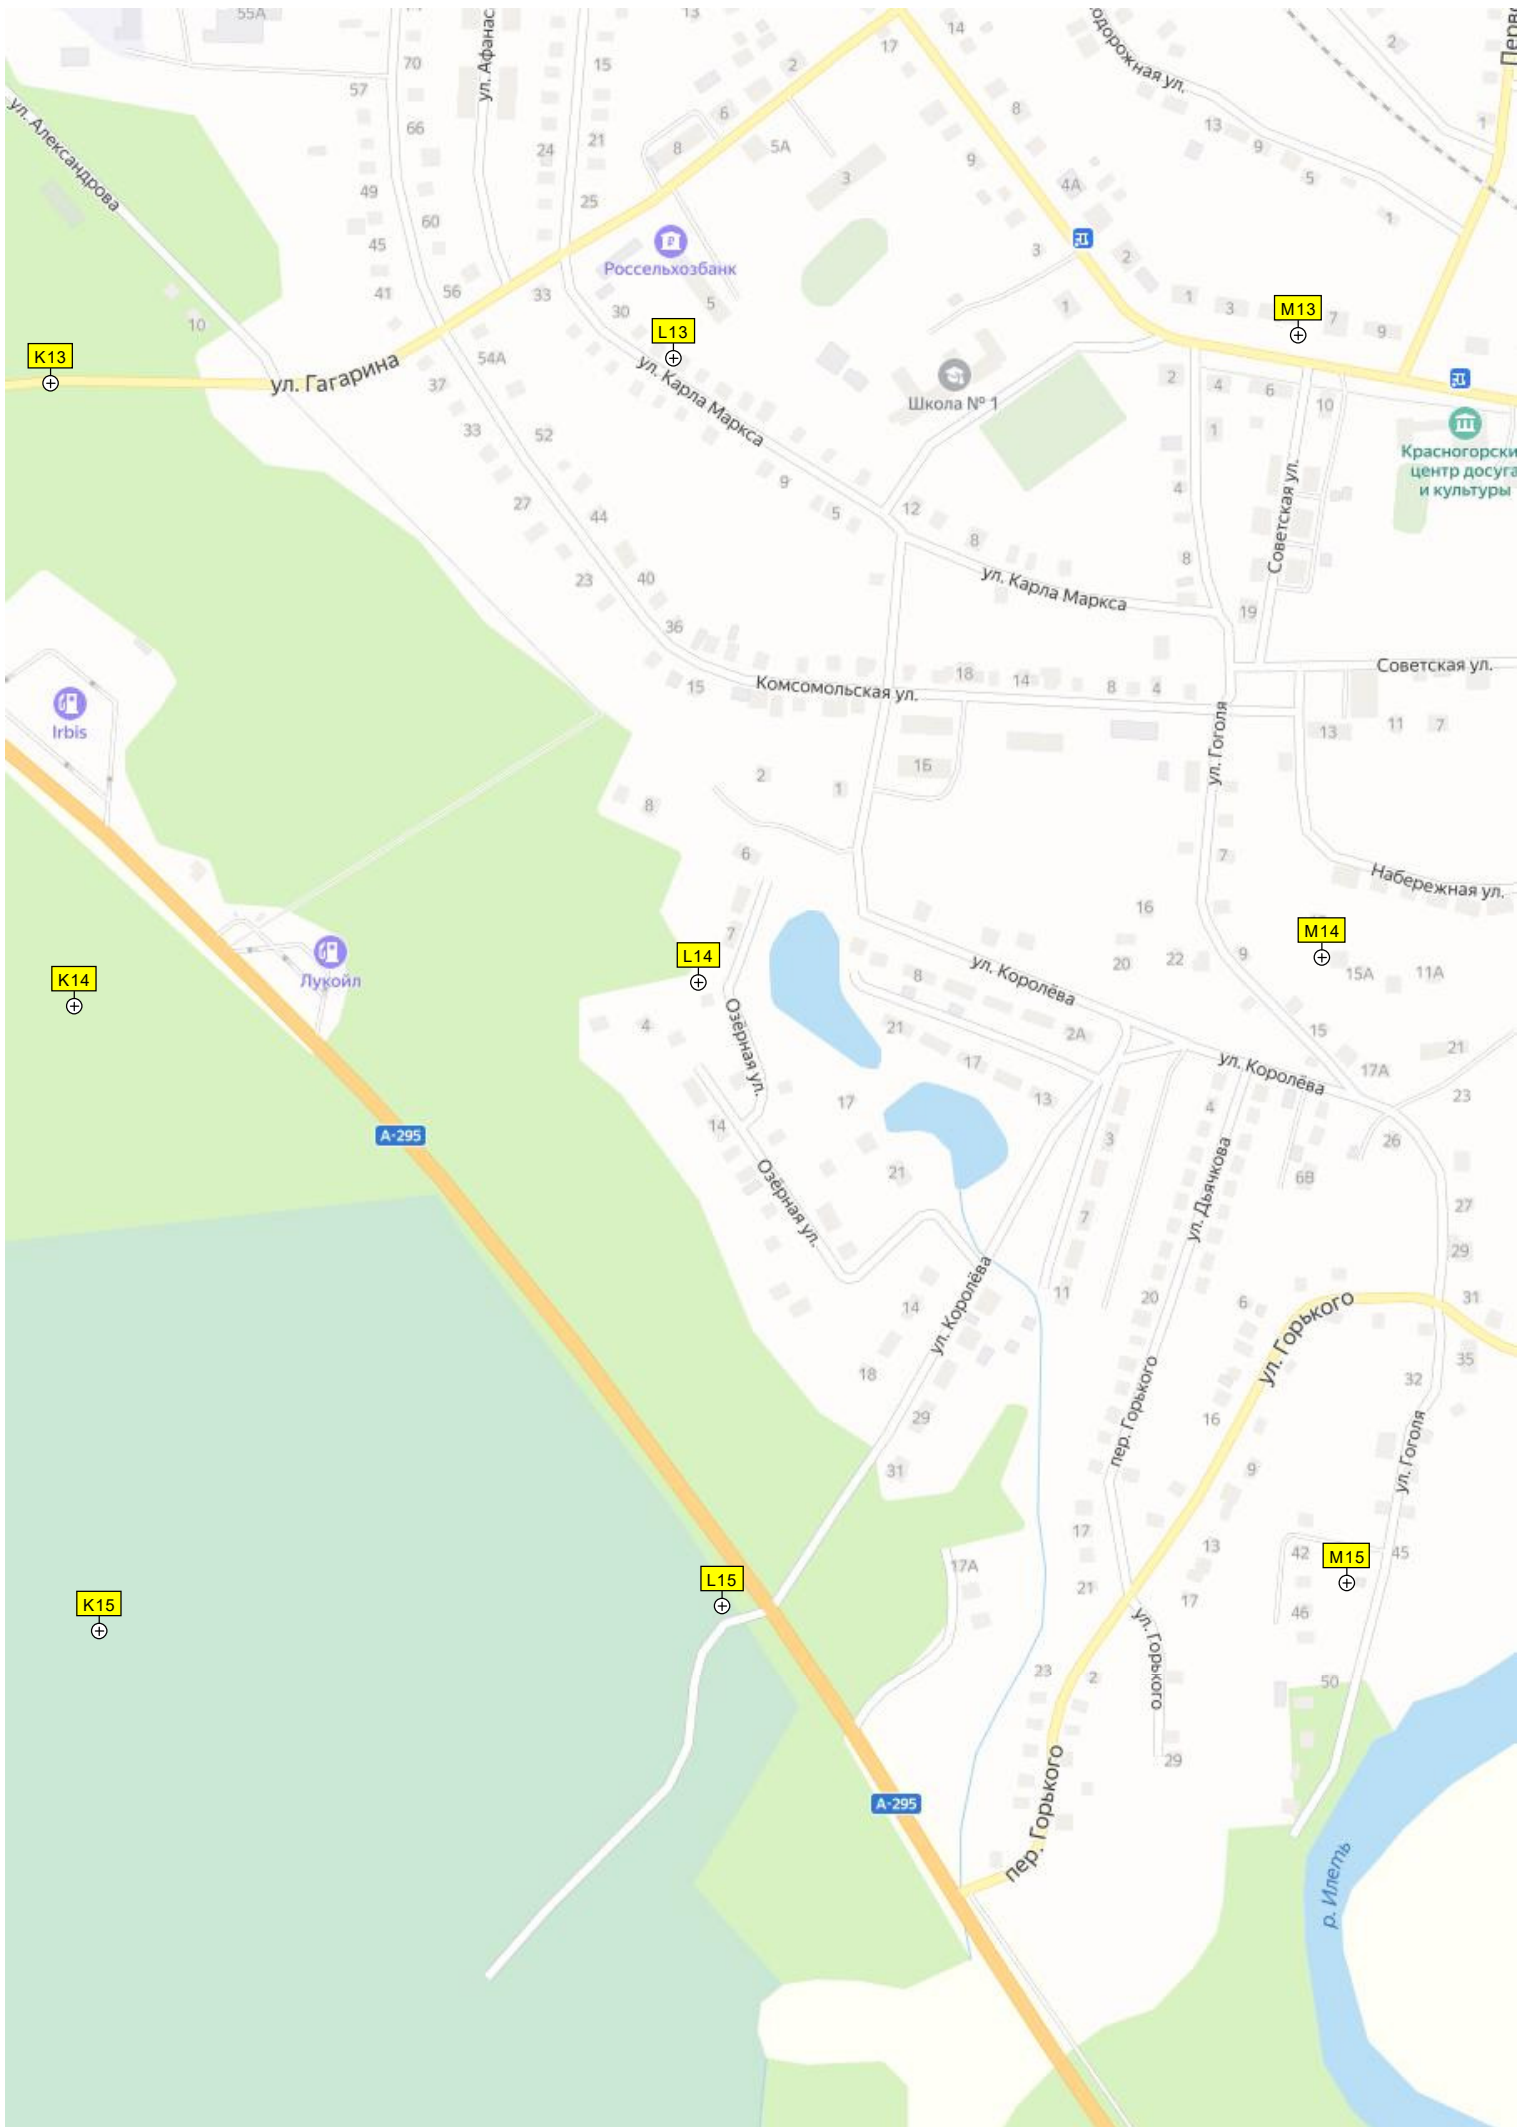 55А
13
17
14
2
70
15
2
57
ул. Афанас
одорожная ул.
Перво
ул. Александрова
66
24
21
6
8
5А
3
8
9
13
9
5
1
1
4А
49
60
25
45
3
2
Россельхозбанк
41
56
33
30
5
1
1
3
7
9
10
K13
L13
M13
ул. Гагарина
54А
37
ул. Карла Маркса
Школа № 1
2
4
6
10
33
52
1
Красногорски
центр досуга
и культуры
27
44
9
5
12
8
4
Советская ул.
23
40
8
ул. Карла Маркса
36
19
Советская ул.
15
Комсомольская ул.
18
14
8
4
Irbis
13
11
7
ул. Гоголя
2
1
1Б
8
6
7
Набережная ул.
7
16
9
M14
L14
K14
Лукойл
8
ул. Королёва
20
22
15А
11А
4
Озёрная ул.
21
2А
15
21
17
ул. Королёва
17А
23
13
17
14
А-295
4
3
26
Озёрная ул.
21
ул. Дьячкова
6В
7
27
29
ул. Королёва
14
11
20
6
ул. Горького
31
18
пер. Горького
35
32
29
16
ул. Гоголя
31
9
17
13
42
45
17А
M15
L15
K15
21
17
46
ул. Горького
23
2
50
29
А-295
пер. Горького
р. Илеть